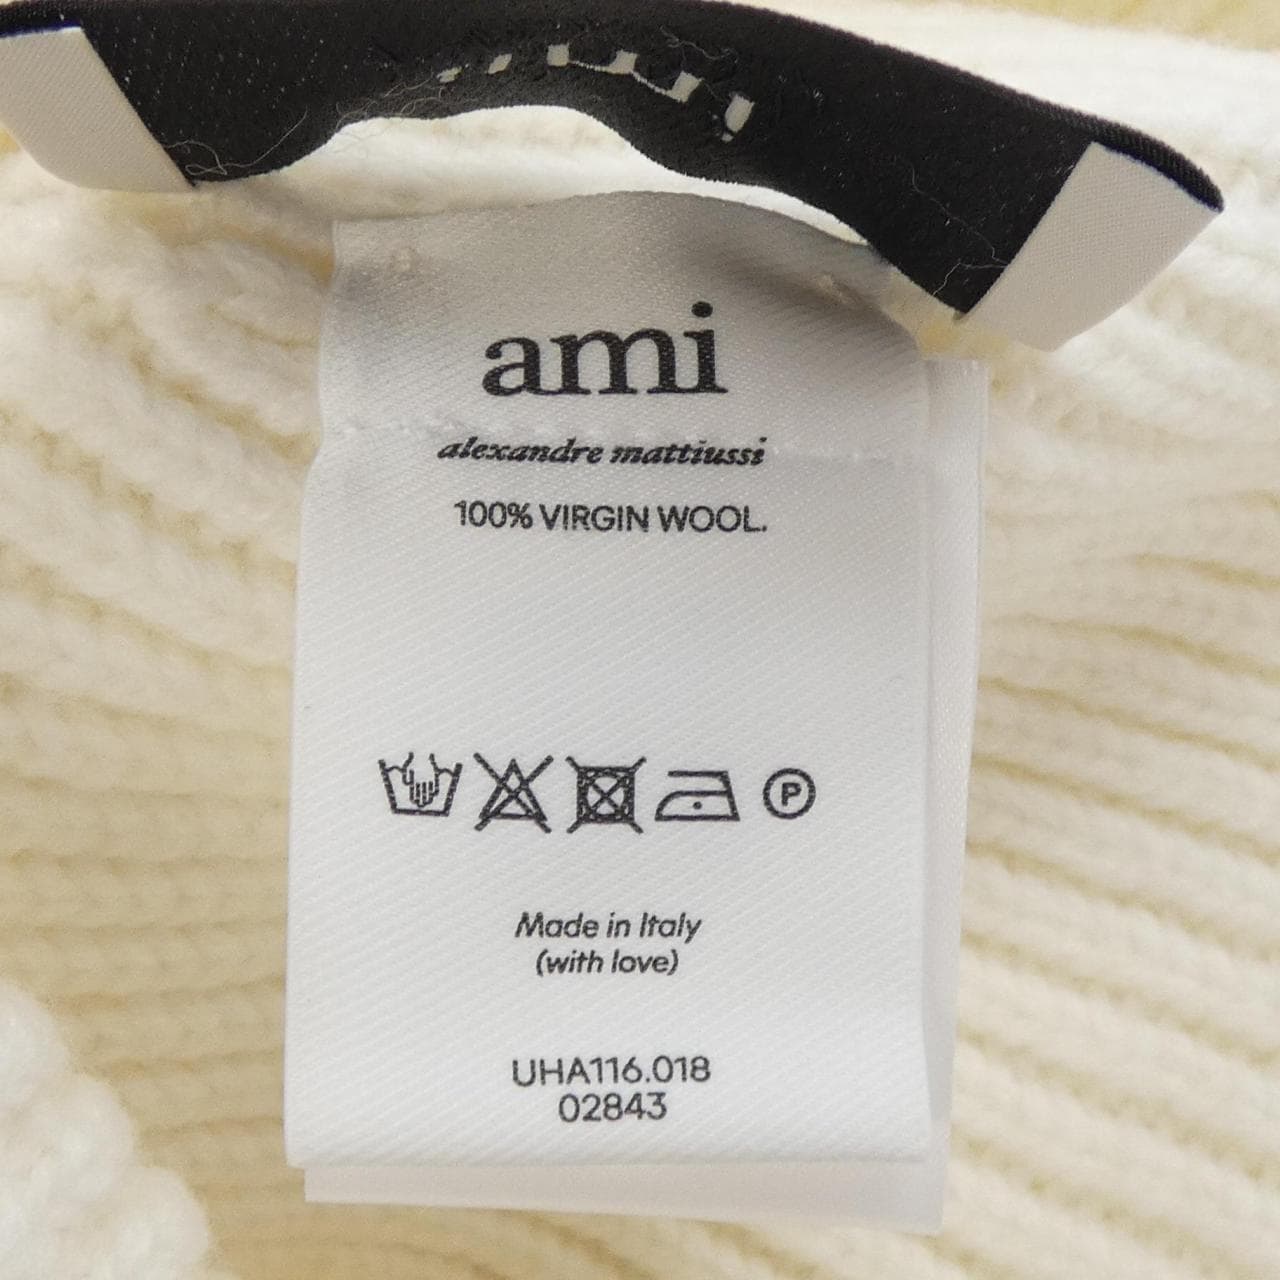 ami
alexandre mattiussi
100% VIRGIN WOOL.
P
Made in Italy
(with love)
UHA116.018
02843